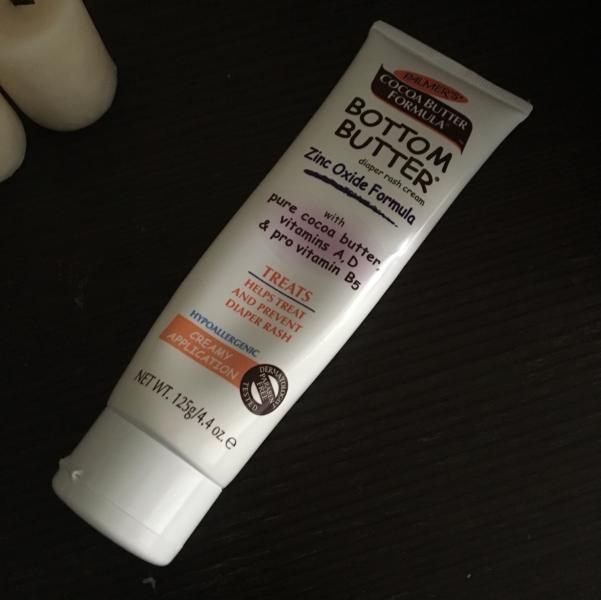 PALMER'S
COCOA BUTTER
FORMULA
BOTTOM
BUTTER®
diaper rash cream
Zinc Oxide Formula
with
pure cocoa butter,
vitamins A, D
& pro vitamin B5
TREATS
HELPS TREAT
AND PREVENT
DIAPER RASH
HYPOALLERGENIC
CREAMY
APPLICATION
DERMATOLOGIST
PARABEN
FREE
TESTED
NET WT. 125g/4.4 oz. e